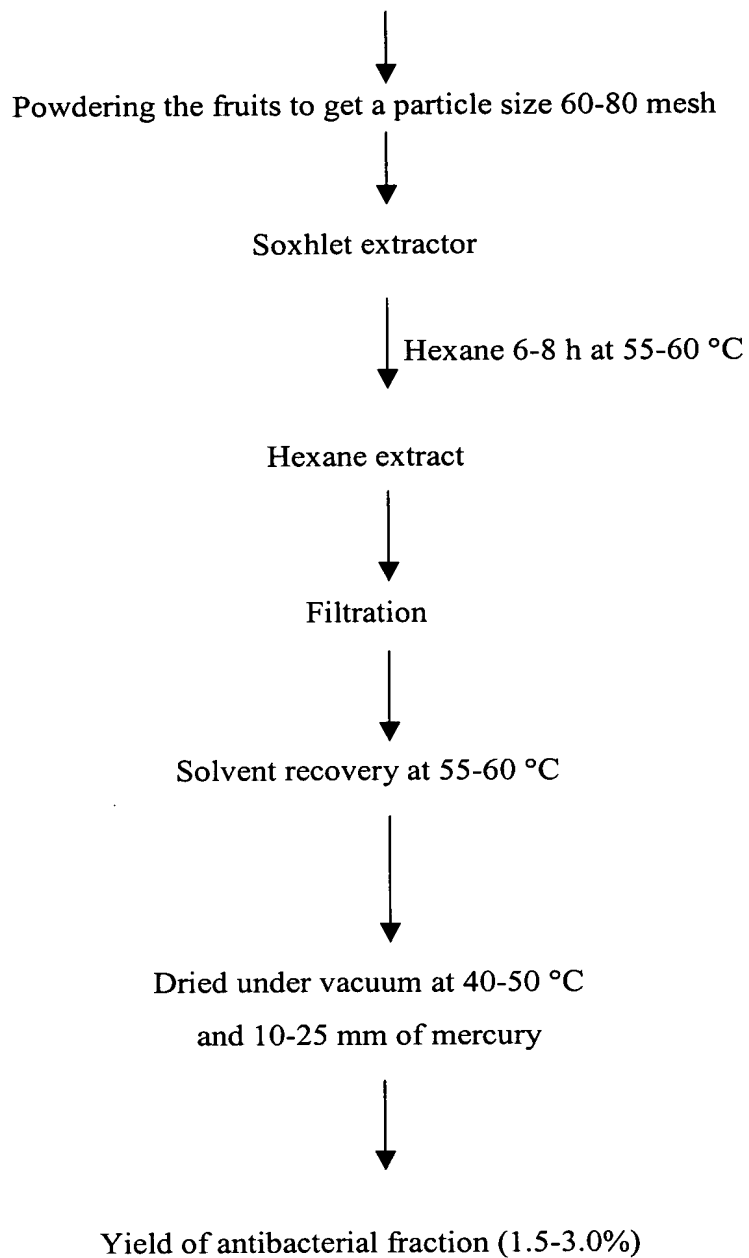 Powdering the fruits to get a particle size 60-80 mesh
Soxhlet extractor
Hexane 6-8 h at 55-60 °C
Hexane extract
Filtration
Solvent recovery at 55-60 °C
Dried under vacuum at 40-50 °C
and 10-25 mm of mercury
Yield of antibacterial fraction (1.5-3.0%)